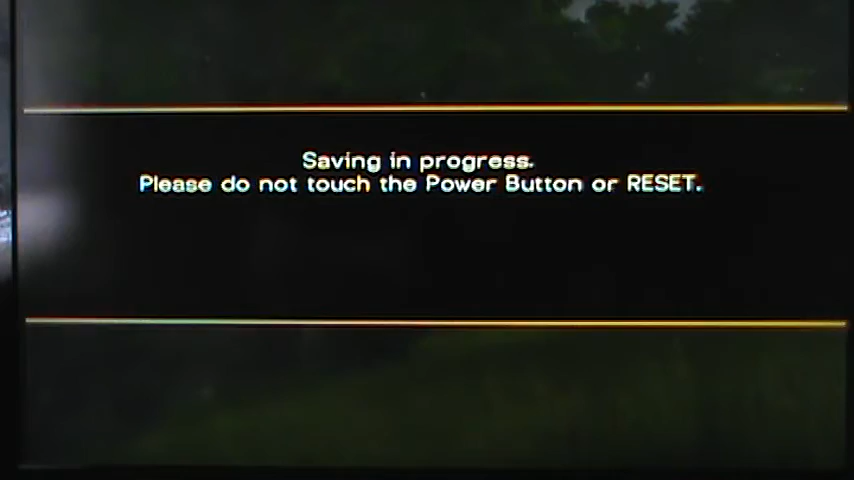 Saving in progress.
Please do not touch the Power Button or RESET.